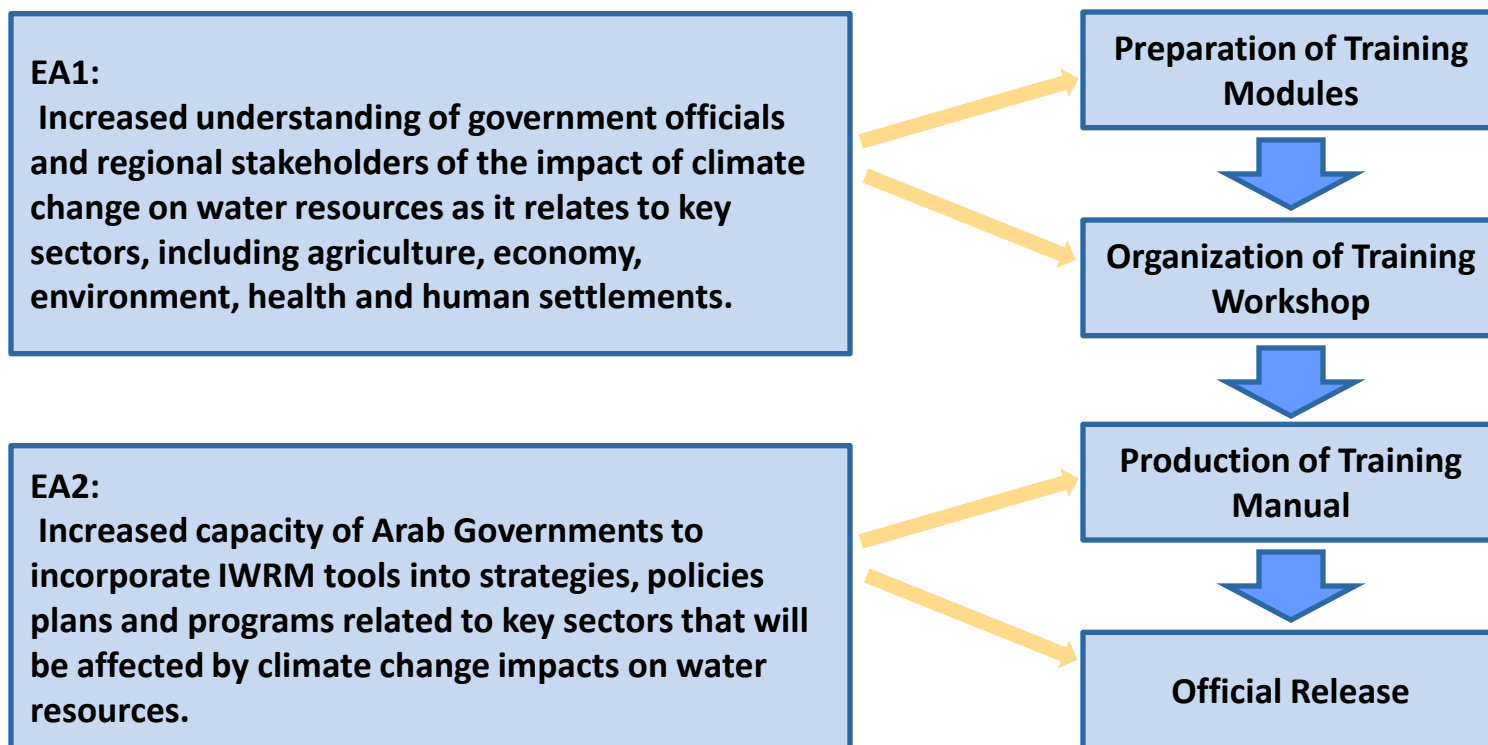 EA1:
Increased understanding of government officials
and regional stakeholders of the impact of climate
change on water resources as it relates to key
sectors, including agriculture, economy,
environment, health and human settlements.
EA2:
Increased capacity of Arab Governments to
incorporate IWRM tools into strategies, policies
plans and programs related to key sectors that will
be affected by climate change impacts on water
resources.
Preparation of Training
Modules
Organization of Training
Workshop
Production of Training
Manual
Official Release